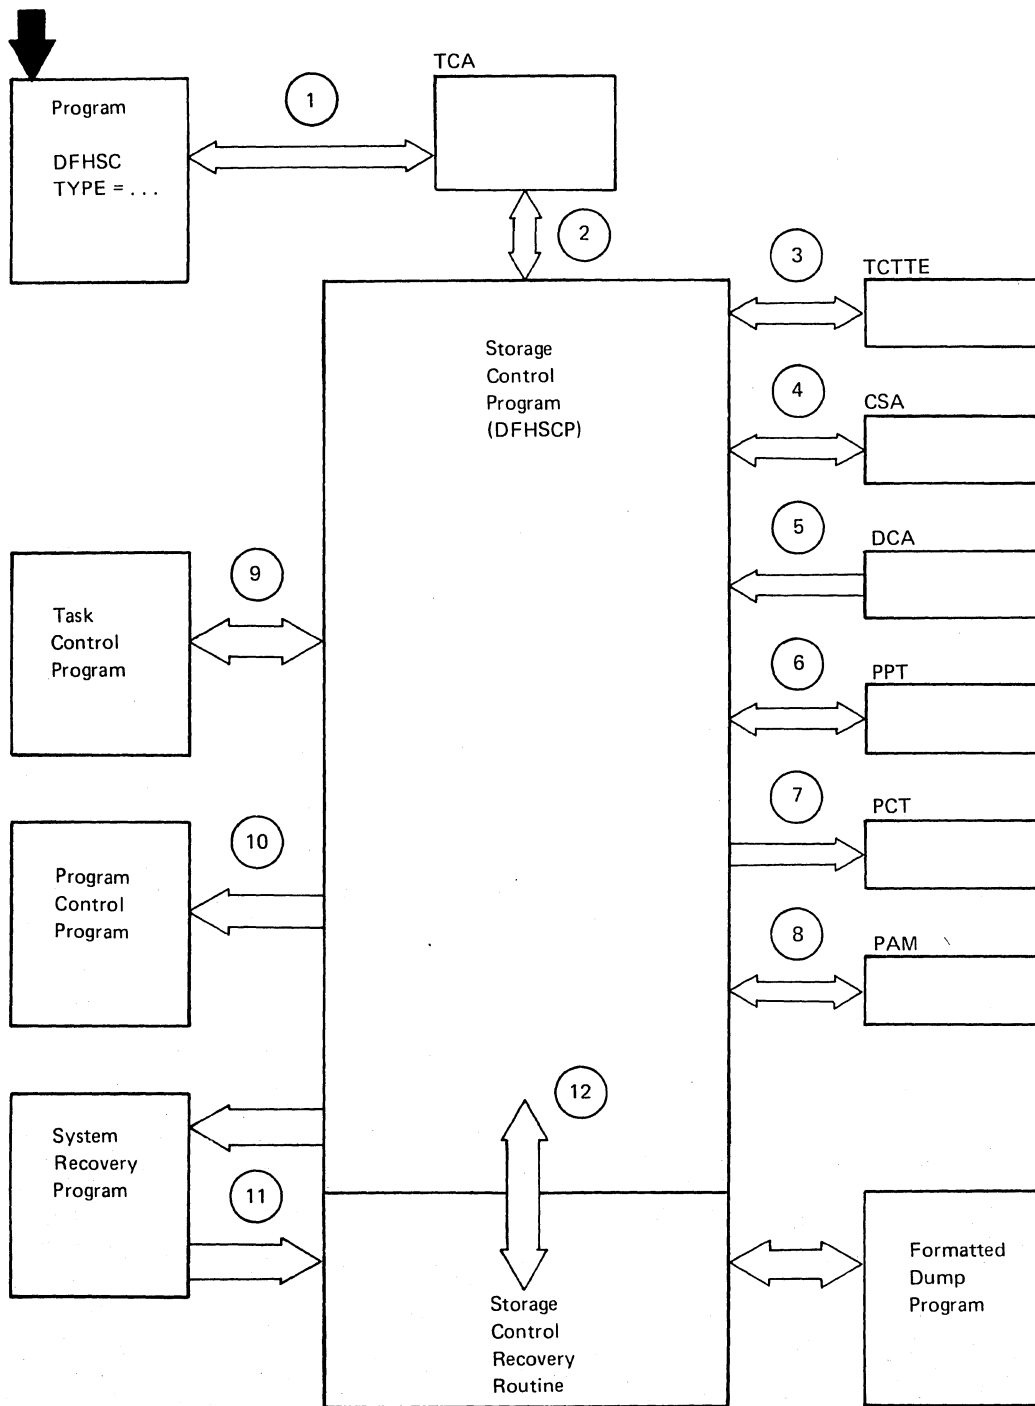 TCA
1
Program
DFHSC
TYPE = . . .
2
3
TCTTE
Storage
Control
Program
(DFHSCP)
4
CSA
5
DCA
9
Task
Control
Program
6
PPT
7
PCT
10
Program
Control
Program
8
PAM
12
System
Recovery
Program
11
Formatted
Dump
Program
Storage
Control
Recovery
Routine